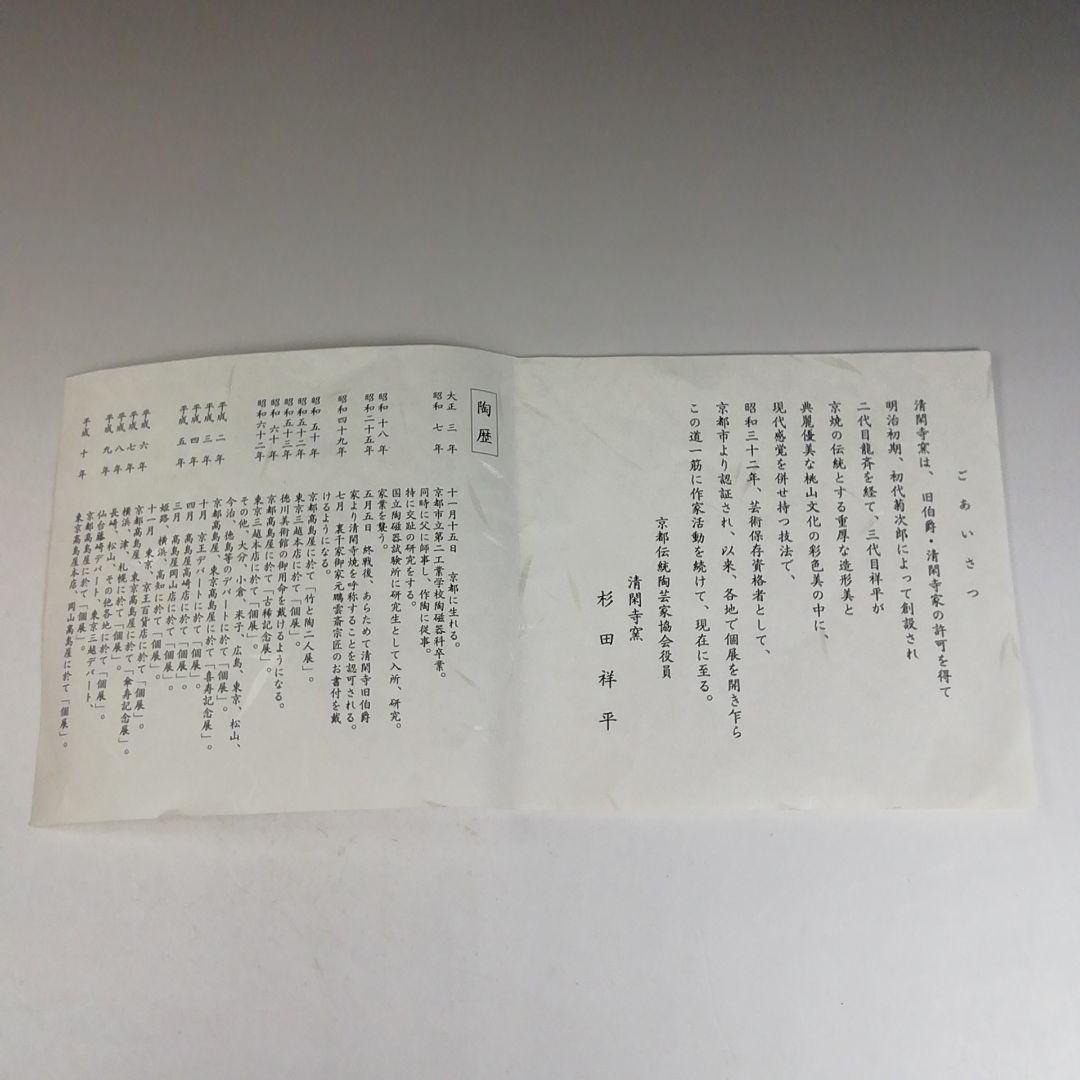 ごあいさつ
清閑寺窯は、旧伯爵・清閑寺家の許可を得て
明治初期、初代菊次郎によって創設され
二代目龍斉を経て、三代目祥平が
京焼の伝統とする重厚な造形美と
典麗優美な桃山文化の彩色美の中に、
現代感覚を併せ持つ技法で、
昭和三十二年、芸術保存資格者として、
京都市より認証され、以来、各地で個展を開き乍ら
この道一筋に作家活動を続けて、現在に至る。
京都伝統陶芸家協会役員
清閑寺窯
杉田祥平
陶歴
大正三年 十一月十五日 京都に生れる。
昭和七年 京都市立第二工業学校陶磁器科卒業。
同時に父に師事し、作陶に従事。
特に交趾の研究をする。
昭和十八年 国立陶磁器試験所に研究生として入所、研究。
家業を襲う。
昭和二十五年 五月五日 終戦後、あらためて清閑寺旧伯爵
家より清閑寺焼を呼称することを認可される。
昭和四十九年 七月 裏千家御家元鵬雲斎宗匠のお書付を戴
けるようになる。
昭和五十年 京都高島屋に於て「竹と陶二人展」。
昭和五十二年 東京三越本店に於て「個展」。
昭和五十三年 徳川美術館の御用命を戴けるようになる。
昭和六十年 京都高島屋に於て「古稀記念展」。
昭和六十二年 東京三越本店に於て「個展」。
その他、大分、小倉、米子、広島、東京、松山、
今治、徳島等のデパートに於て「個展」。
平成二年 京都高島屋、東京高島屋に於て「喜寿記念展」。
平成三年 十月 京王デパートに於て「個展」。
平成四年 四月 高島屋高崎店に於て「個展」。
平成五年 三月 高島屋岡山店に於て「個展」。
姫路、横浜、高知に於て「個展」。
十一月 東京、京王百貨店に於て「個展」。
平成六年 京都高島屋、東京高島屋に於て「傘寿記念展」。
平成七年 横浜、津、札幌に於て「個展」。
平成八年 長崎、松山、その他各地に於て「個展」。
平成九年 仙台藤崎デパート、東京三越デパート、
京都高島屋に於て「個展」。
平成十年 東京高島屋本店、岡山高島屋に於て「個展」。